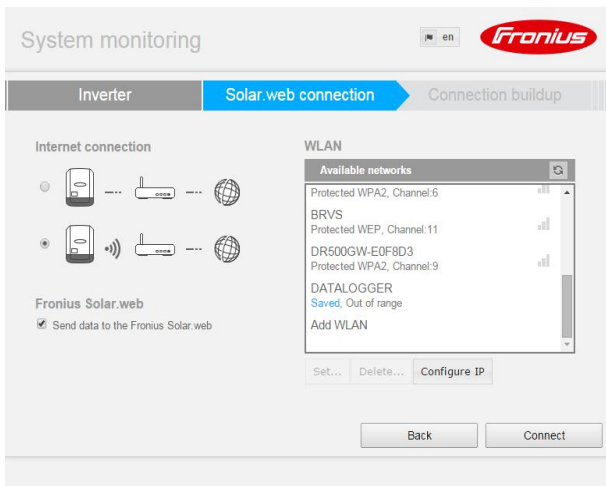 System monitoring
en
Fronius
Inverter
Solar.web connection
Connection buildup
Internet connection
Fronius Solar.web
Send data to the Fronius Solar.web
WLAN
Available networks
Protected WPA2, Channel:6
BRVS
Protected WEP, Channel:11
DR500GW-E0F8D3
Protected WPA2, Channel:9
DATALOGGER
Saved, Out of range
Add WLAN
Set... Delete... Configure IP
Back Connect